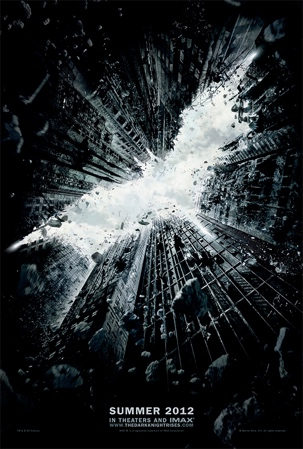 SUMMER 2012
IN THEATERS AND IMAX
WWW.THEDARKKNIGHTRISES.COM